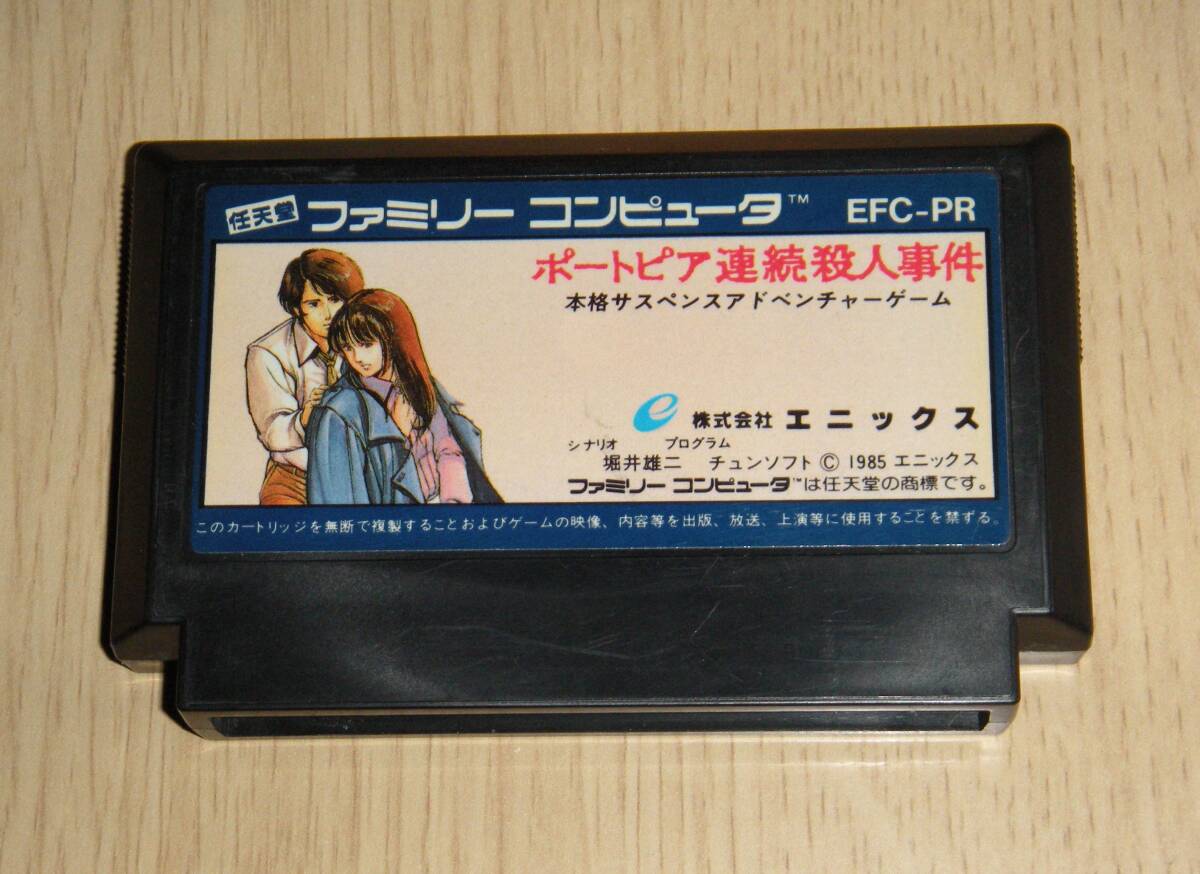 任天堂 ファミリー コンピュータ™ EFC-PR
ポートピア連続殺人事件
本格サスペンスアドベンチャーゲーム
e 株式会社 エニックス
シナリオ プログラム
堀井雄二 チュンソフト © 1985 エニックス
ファミリー コンピュータ™は任天堂の商標です。
このカートリッジを無断で複製することおよびゲームの映像、内容等を出版、放送、上演等に使用することを禁ずる。